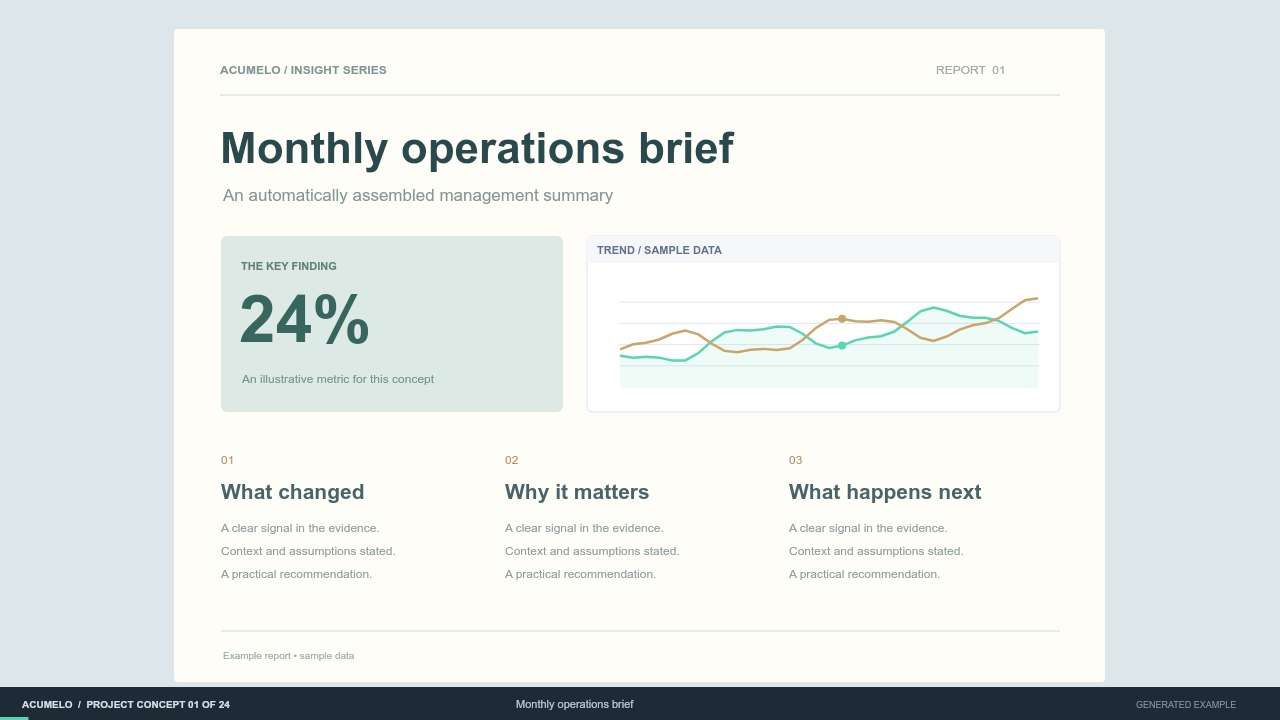 ACUMELO / INSIGHT SERIES
REPORT 01
Monthly operations brief
An automatically assembled management summary
THE KEY FINDING
24%
An illustrative metric for this concept
TREND / SAMPLE DATA
01
What changed
A clear signal in the evidence.
Context and assumptions stated.
A practical recommendation.
02
Why it matters
A clear signal in the evidence.
Context and assumptions stated.
A practical recommendation.
03
What happens next
A clear signal in the evidence.
Context and assumptions stated.
A practical recommendation.
Example report • sample data
ACUMELO / PROJECT CONCEPT 01 OF 24
Monthly operations brief
GENERATED EXAMPLE